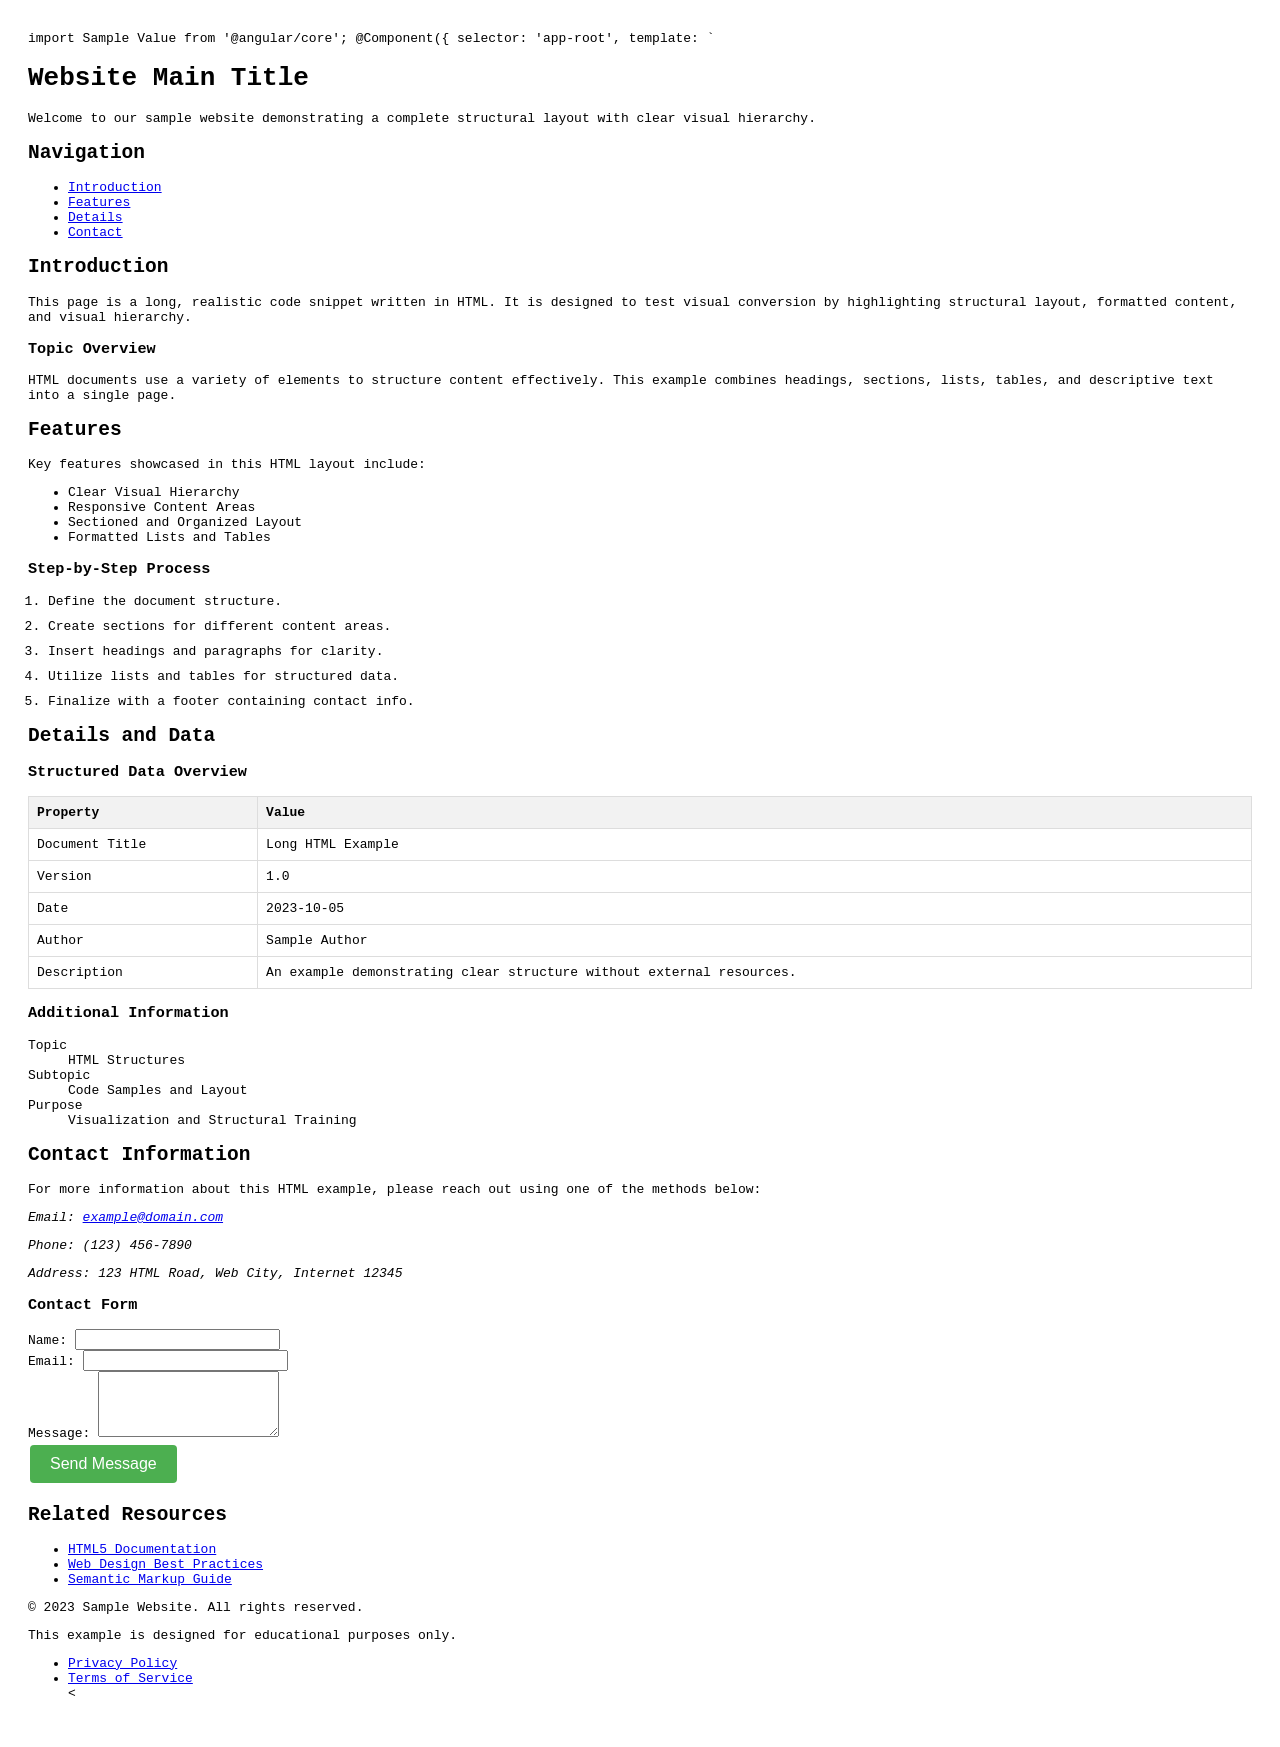 import Sample Value from '@angular/core'; @Component({ selector: 'app-root', template: `
Website Main Title
Welcome to our sample website demonstrating a complete structural layout with clear visual hierarchy.
Navigation
• Introduction
• Features
• Details
• Contact
Introduction
This page is a long, realistic code snippet written in HTML. It is designed to test visual conversion by highlighting structural layout, formatted content,
and visual hierarchy.
Topic Overview
HTML documents use a variety of elements to structure content effectively. This example combines headings, sections, lists, tables, and descriptive text
into a single page.
Features
Key features showcased in this HTML layout include:
• Clear Visual Hierarchy
• Responsive Content Areas
• Sectioned and Organized Layout
• Formatted Lists and Tables
Step-by-Step Process
1. Define the document structure.
2. Create sections for different content areas.
3. Insert headings and paragraphs for clarity.
4. Utilize lists and tables for structured data.
5. Finalize with a footer containing contact info.
Details and Data
Structured Data Overview
Property Value
Document Title Long HTML Example
Version 1.0
Date 2023-10-05
Author Sample Author
Description An example demonstrating clear structure without external resources.
Additional Information
Topic
HTML Structures
Subtopic
Code Samples and Layout
Purpose
Visualization and Structural Training
Contact Information
For more information about this HTML example, please reach out using one of the methods below:
Email: example@domain.com
Phone: (123) 456-7890
Address: 123 HTML Road, Web City, Internet 12345
Contact Form
Name:
Email:
Message:
Send Message
Related Resources
• HTML5 Documentation
• Web Design Best Practices
• Semantic Markup Guide
© 2023 Sample Website. All rights reserved.
This example is designed for educational purposes only.
• Privacy Policy
• Terms of Service
<